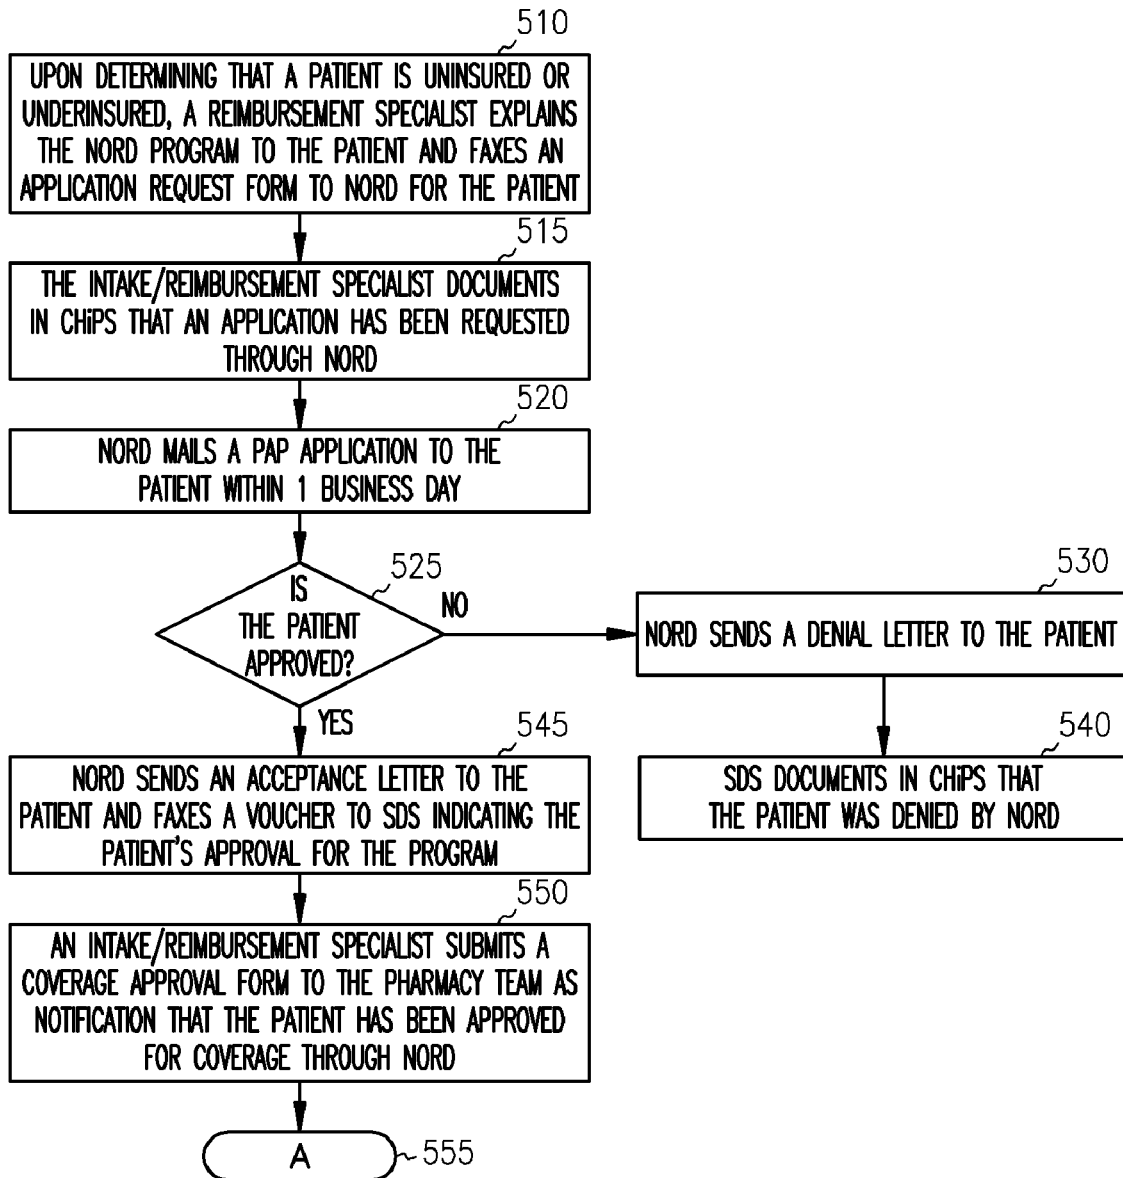 510
UPON DETERMINING THAT A PATIENT IS UNINSURED OR
UNDERINSURED, A REIMBURSEMENT SPECIALIST EXPLAINS
THE NORD PROGRAM TO THE PATIENT AND FAXES AN
APPLICATION REQUEST FORM TO NORD FOR THE PATIENT
515
THE INTAKE/REIMBURSEMENT SPECIALIST DOCUMENTS
IN CHiPS THAT AN APPLICATION HAS BEEN REQUESTED
THROUGH NORD
520
NORD MAILS A PAP APPLICATION TO THE
PATIENT WITHIN 1 BUSINESS DAY
525
IS
THE PATIENT
APPROVED?
NO
530
NORD SENDS A DENIAL LETTER TO THE PATIENT
540
SDS DOCUMENTS IN CHiPS THAT
THE PATIENT WAS DENIED BY NORD
YES
545
NORD SENDS AN ACCEPTANCE LETTER TO THE
PATIENT AND FAXES A VOUCHER TO SDS INDICATING THE
PATIENT'S APPROVAL FOR THE PROGRAM
550
AN INTAKE/REIMBURSEMENT SPECIALIST SUBMITS A
COVERAGE APPROVAL FORM TO THE PHARMACY TEAM AS
NOTIFICATION THAT THE PATIENT HAS BEEN APPROVED
FOR COVERAGE THROUGH NORD
A
555